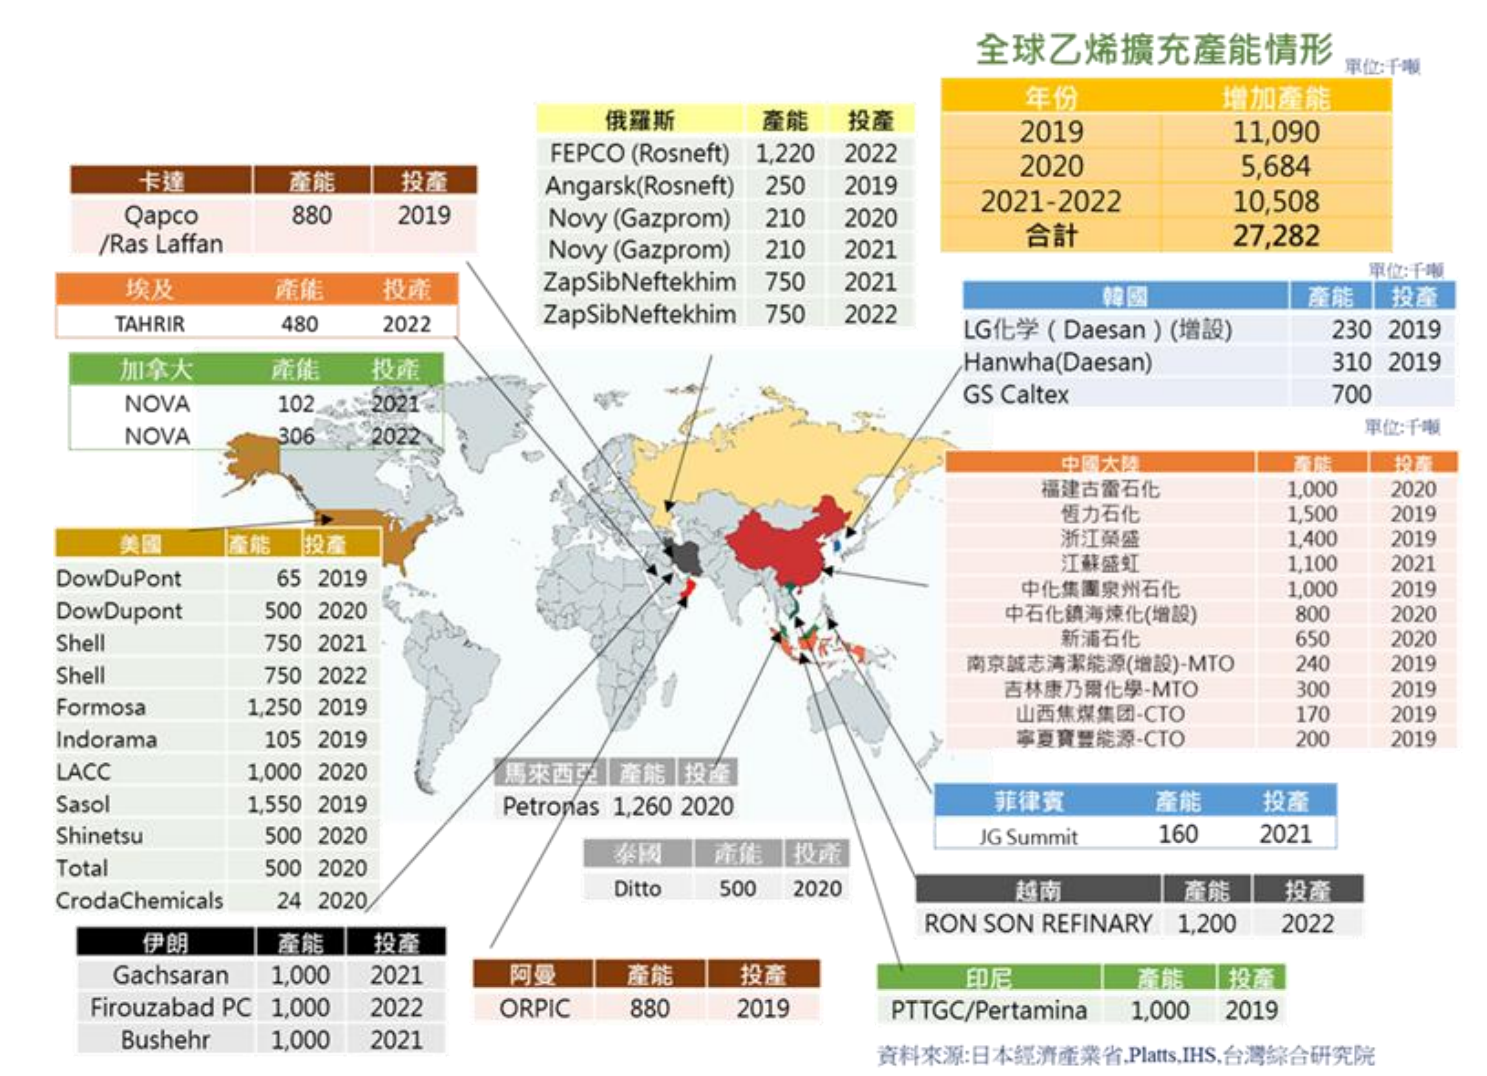 全球乙烯擴充產能情形
單位:千噸
年份 增加產能
2019 11,090
2020 5,684
2021-2022 10,508
合計 27,282
俄羅斯 產能 投產
FEPCO (Rosneft) 1,220 2022
Angarsk(Rosneft) 250 2019
Novy (Gazprom) 210 2020
Novy (Gazprom) 210 2021
ZapSibNeftekhim 750 2021
ZapSibNeftekhim 750 2022
卡達 產能 投產
Qapco 880 2019
/Ras Laffan
埃及 產能 投產
TAHRIR 480 2022
加拿大 產能 投產
NOVA 102 2021
NOVA 306 2022
單位:千噸
韓國 產能 投產
LG化学 ( Daesan ) (增設) 230 2019
Hanwha(Daesan) 310 2019
GS Caltex 700
單位:千噸
中國大陸 產能 投產
福建古雷石化 1,000 2020
恆力石化 1,500 2019
浙江榮盛 1,400 2019
江蘇盛虹 1,100 2021
中化集團泉州石化 1,000 2019
中石化鎮海煉化(增設) 800 2020
新浦石化 650 2020
南京誠志清潔能源(增設)-MTO 240 2019
吉林康乃爾化學-MTO 300 2019
山西焦煤集团-CTO 170 2019
寧夏寶豐能源-CTO 200 2019
美國 產能 投產
DowDuPont 65 2019
DowDupont 500 2020
Shell 750 2021
Shell 750 2022
Formosa 1,250 2019
Indorama 105 2019
LACC 1,000 2020
Sasol 1,550 2019
Shinetsu 500 2020
Total 500 2020
CrodaChemicals 24 2020
馬來西亞 產能 投產
Petronas 1,260 2020
泰國 產能 投產
Ditto 500 2020
菲律賓 產能 投產
JG Summit 160 2021
越南 產能 投產
RON SON REFINARY 1,200 2022
伊朗 產能 投產
Gachsaran 1,000 2021
Firouzabad PC 1,000 2022
Bushehr 1,000 2021
阿曼 產能 投產
ORPIC 880 2019
印尼 產能 投產
PTTGC/Pertamina 1,000 2019
資料來源:日本經濟產業省,Platts,IHS,台灣綜合研究院